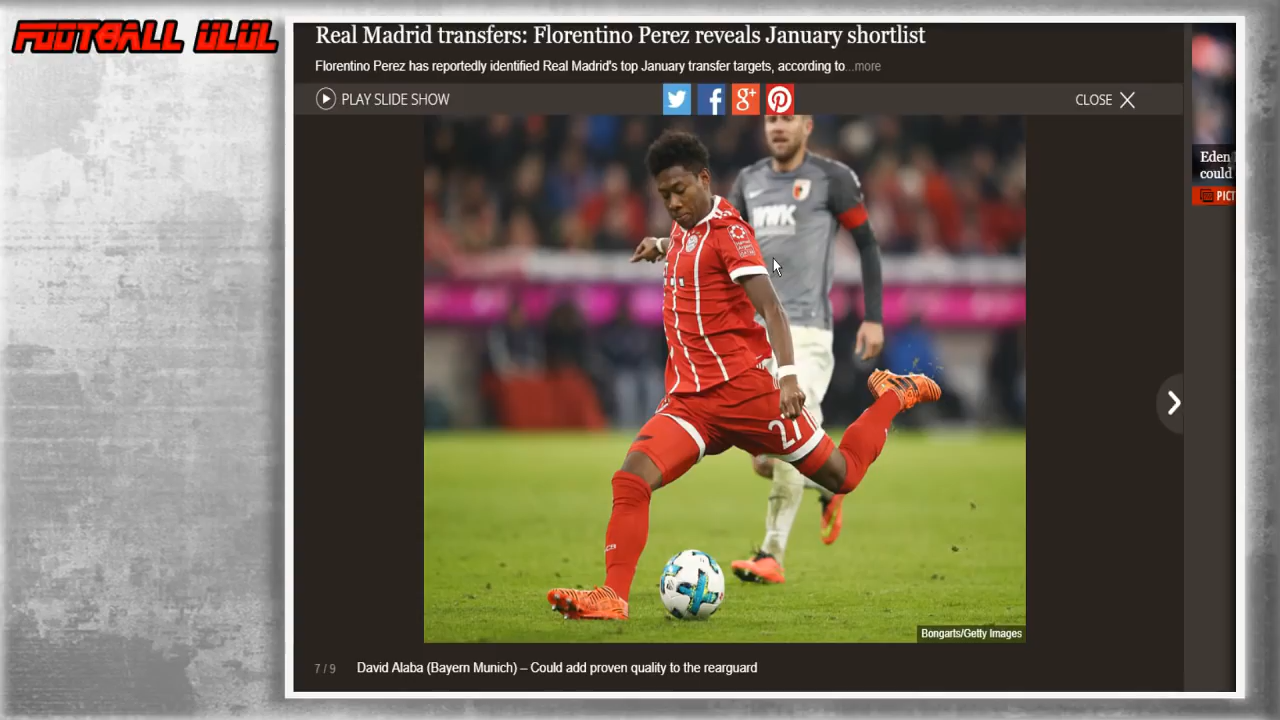 FOOTBALL ULUL
Real Madrid transfers: Florentino Perez reveals January shortlist
Florentino Perez has reportedly identified Real Madrid's top January transfer targets, according to...more
PLAY SLIDE SHOW
CLOSE
Eden
could
PICT
WWK
27
Bongarts/Getty Images
7 / 9
David Alaba (Bayern Munich) – Could add proven quality to the rearguard